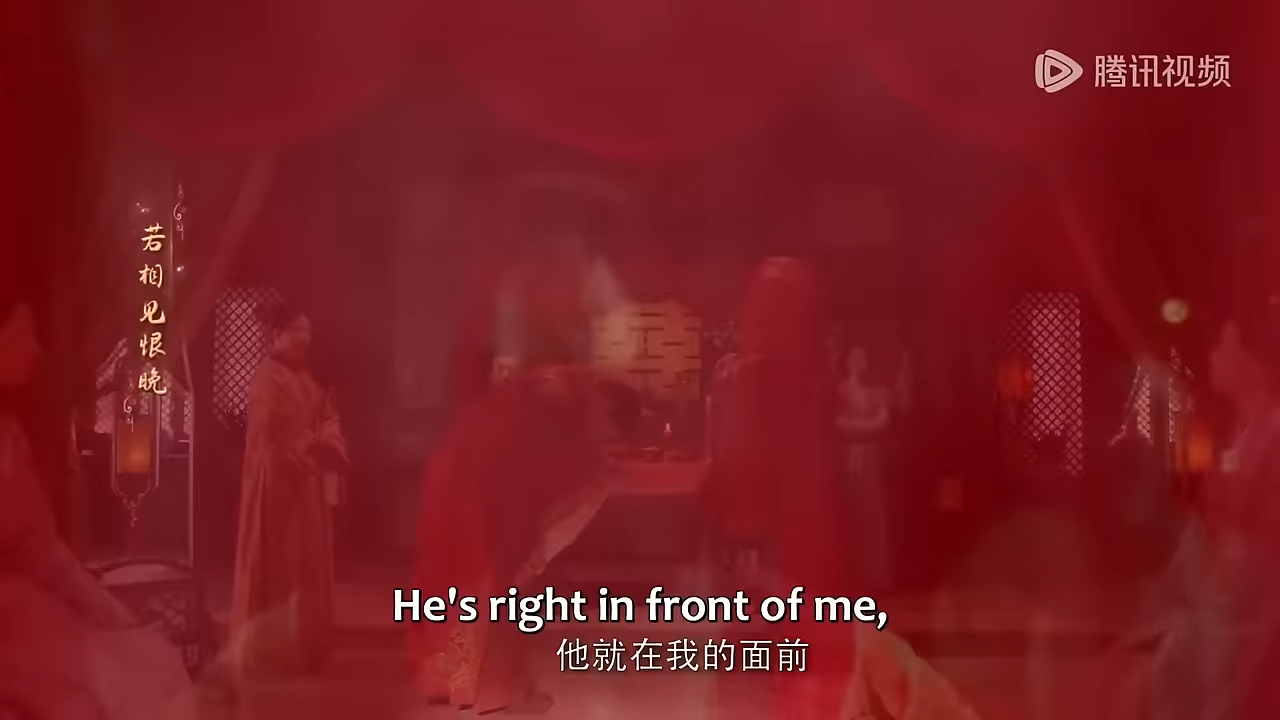 腾讯视频
若相见恨晚
囍
He's right in front of me,
他就在我的面前